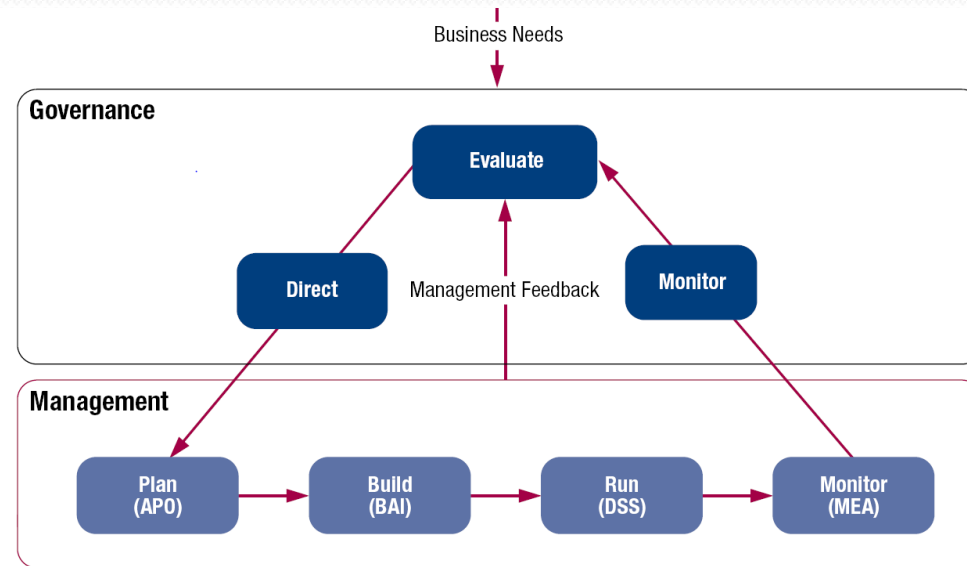 Business Needs
Governance
Evaluate
Direct
Management Feedback
Monitor
Management
Plan
(APO)
Build
(BAI)
Run
(DSS)
Monitor
(MEA)